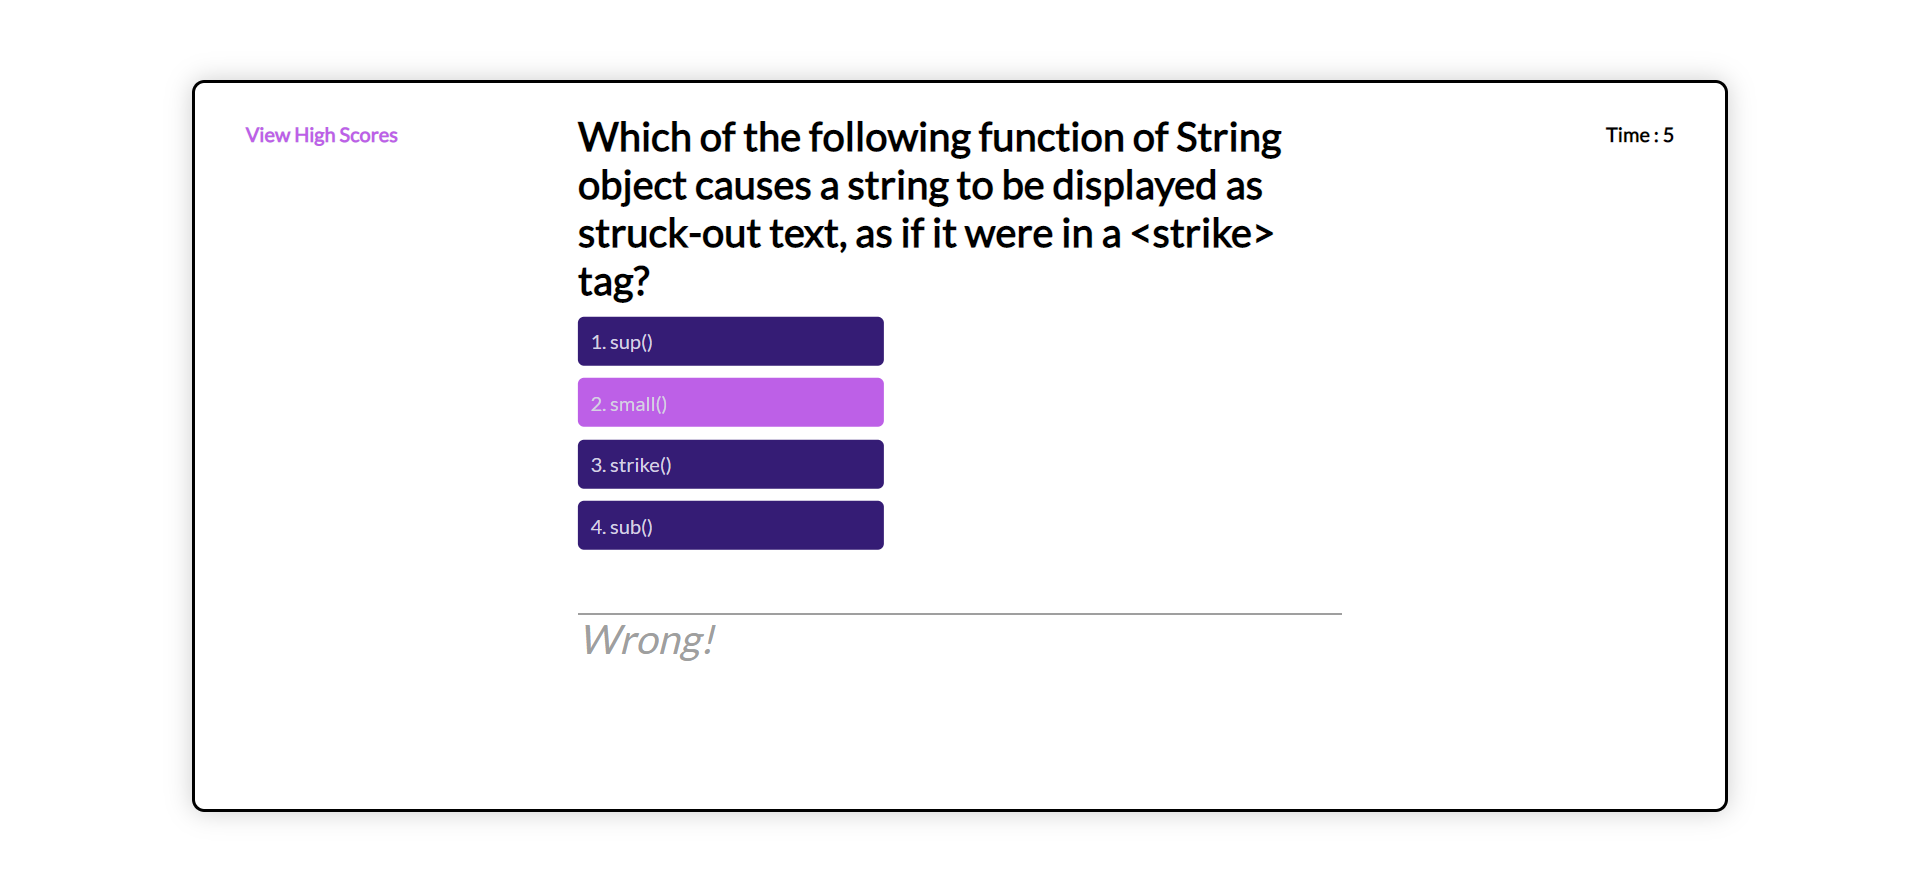 View High Scores
Which of the following function of String
object causes a string to be displayed as
struck-out text, as if it were in a <strike>
tag?
Time : 5
1. sup()
2. small()
3. strike()
4. sub()
Wrong!